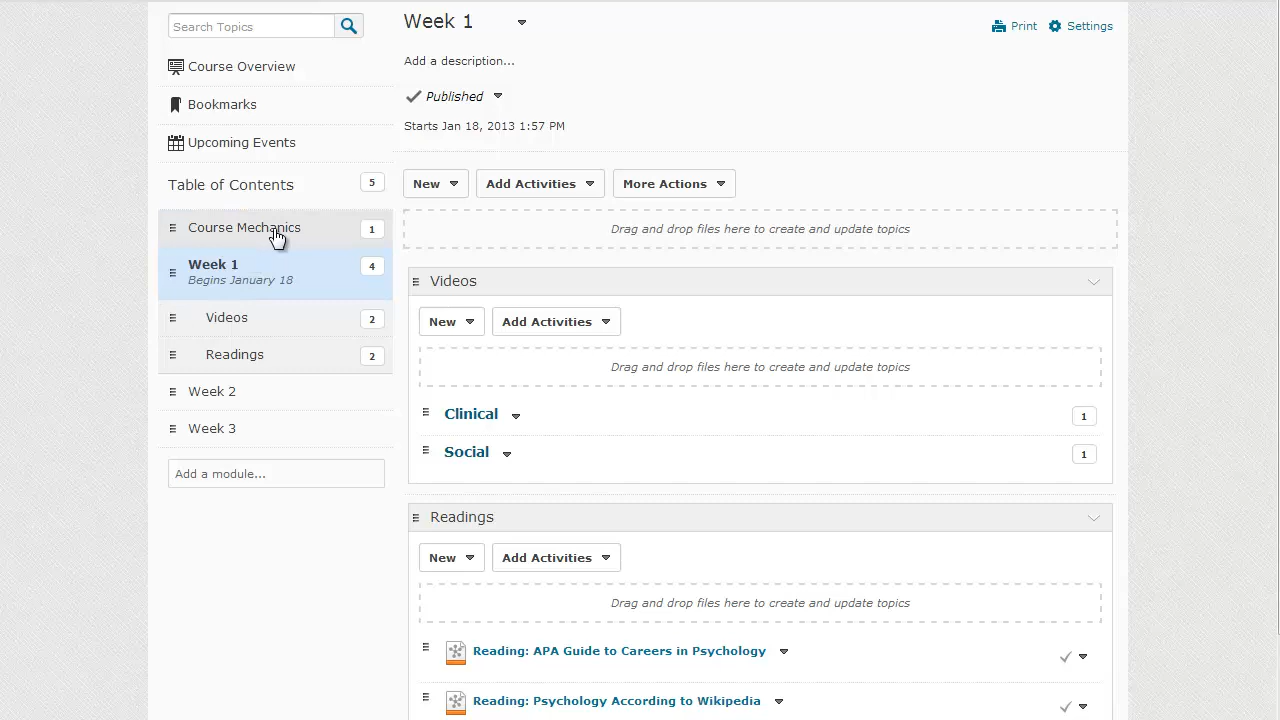 Search Topics
Course Overview
Bookmarks
Upcoming Events
Table of Contents 5
Course Mechanics 1
Week 1 4
Begins January 18
Videos 2
Readings 2
Week 2
Week 3
Add a module...
Week 1
Print Settings
Add a description...
Published
Starts Jan 18, 2013 1:57 PM
New Add Activities More Actions
Drag and drop files here to create and update topics
Videos
New Add Activities
Drag and drop files here to create and update topics
Clinical 1
Social 1
Readings
New Add Activities
Drag and drop files here to create and update topics
Reading: APA Guide to Careers in Psychology
Reading: Psychology According to Wikipedia